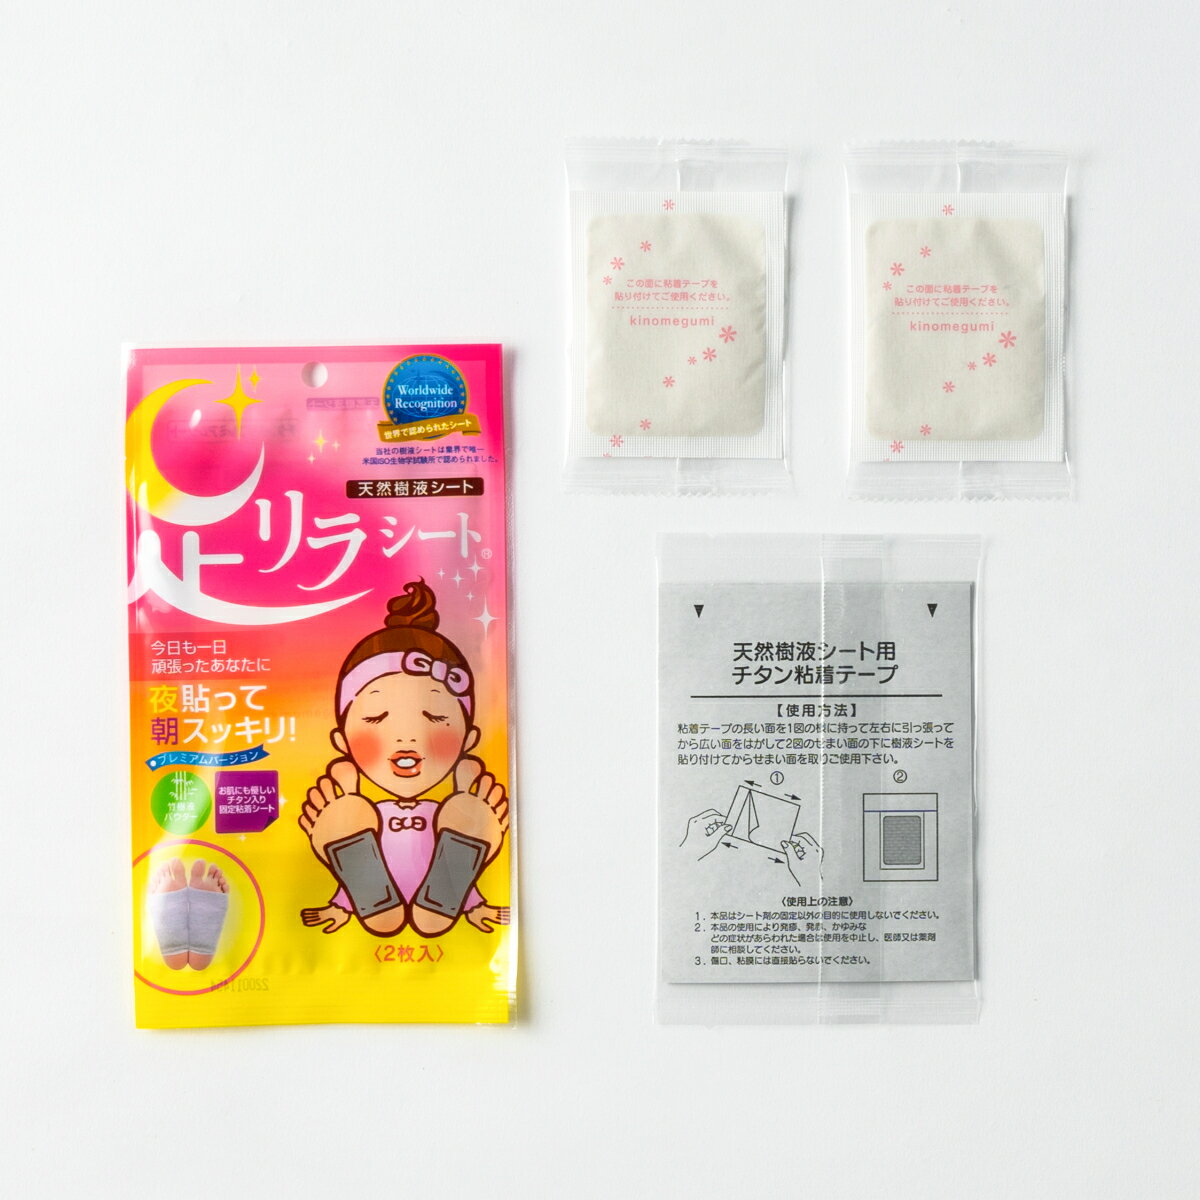 Worldwide
Recognition
世界で認められたシート
当社の樹液シートは業界で唯一
米国ISO生物学試験所で認められました。
天然樹液シート
足リラシート®
今日も一日
頑張ったあなたに
夜貼って
朝スッキリ!
プレミアムバージョン
竹樹液
パウダー
お肌にも優しい
チタン入り
固定粘着シート
〈2枚入〉
この面に粘着テープを
貼り付けてご使用ください。
kinomegumi
この面に粘着テープを
貼り付けてご使用ください。
kinomegumi
天然樹液シート用
チタン粘着テープ
【使用方法】
粘着テープの長い面を1図の様に持って左右に引っ張って
から広い面をはがして2図のせまい面の下に樹液シートを
貼り付けてからせまい面を取りご使用下さい。
① ②
〈使用上の注意〉
1．本品はシート剤の固定以外の目的に使用しないでください。
2．本品の使用により発疹、発赤、かゆみな
どの症状があらわれた場合は使用を中止し、医師又は薬剤
師に相談してください。
3．傷口、粘膜には直接貼らないでください。